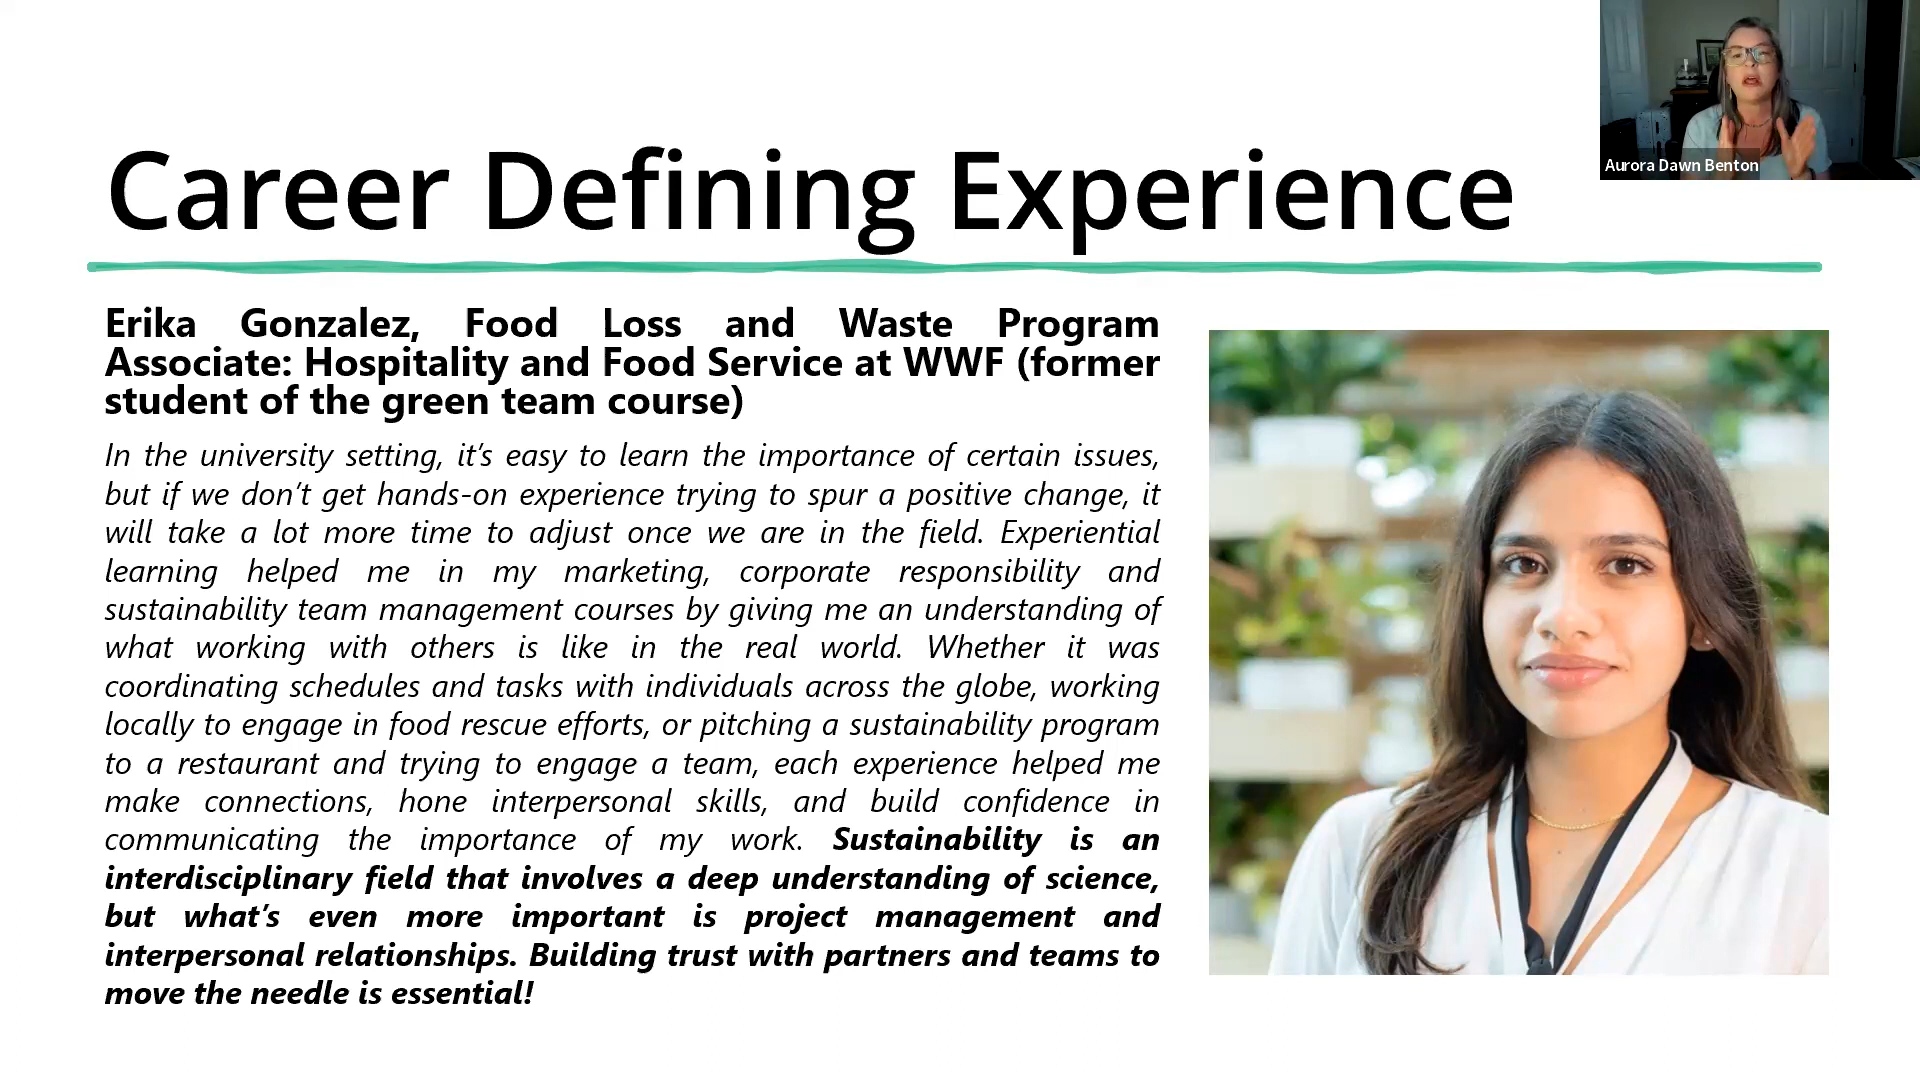 Career Defining Experience
Aurora Dawn Benton
Erika Gonzalez, Food Loss and Waste Program
Associate: Hospitality and Food Service at WWF (former
student of the green team course)
In the university setting, it’s easy to learn the importance of certain issues,
but if we don’t get hands-on experience trying to spur a positive change, it
will take a lot more time to adjust once we are in the field. Experiential
learning helped me in my marketing, corporate responsibility and
sustainability team management courses by giving me an understanding of
what working with others is like in the real world. Whether it was
coordinating schedules and tasks with individuals across the globe, working
locally to engage in food rescue efforts, or pitching a sustainability program
to a restaurant and trying to engage a team, each experience helped me
make connections, hone interpersonal skills, and build confidence in
communicating the importance of my work. Sustainability is an
interdisciplinary field that involves a deep understanding of science,
but what’s even more important is project management and
interpersonal relationships. Building trust with partners and teams to
move the needle is essential!